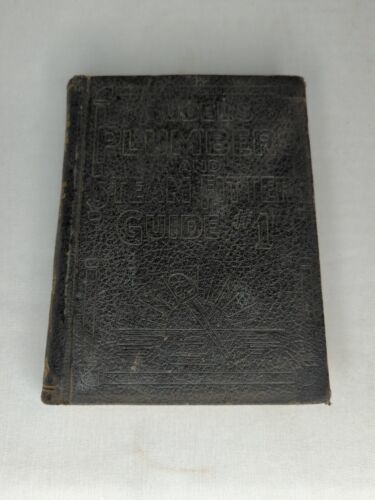 AUDELS
PLUMBERS
AND
STEAM FITTERS
GUIDE #1